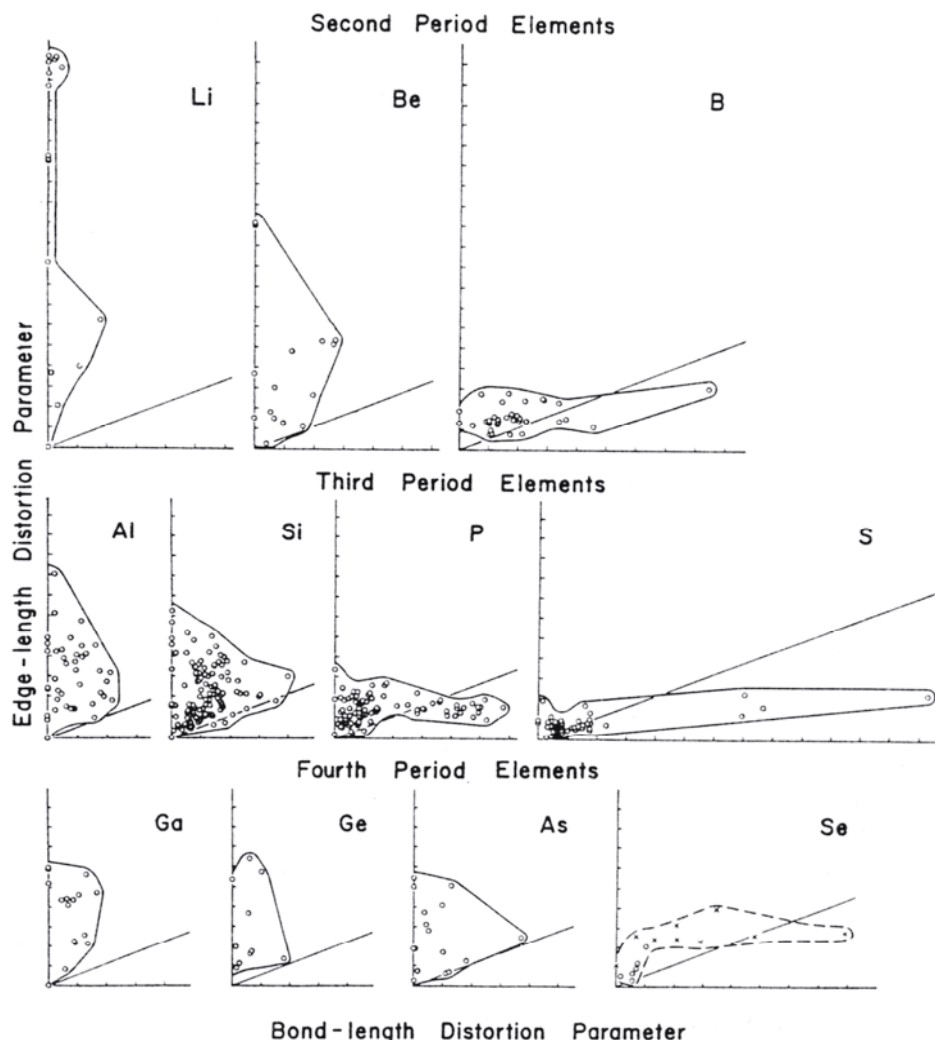 Second Period Elements
Li
Be
B
Third Period Elements
Al
Si
P
S
Fourth Period Elements
Ga
Ge
As
Se
Edge-length Distortion Parameter
Bond-length Distortion Parameter